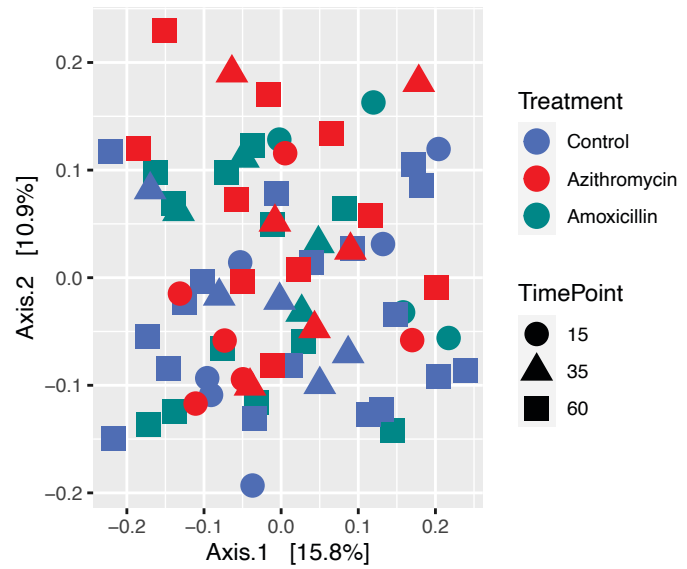 0.2
0.1
0.0
−0.1
−0.2
Axis.2 [10.9%]
−0.2 −0.1 0.0 0.1 0.2
Axis.1 [15.8%]
Treatment
Control
Azithromycin
Amoxicillin
TimePoint
15
35
60